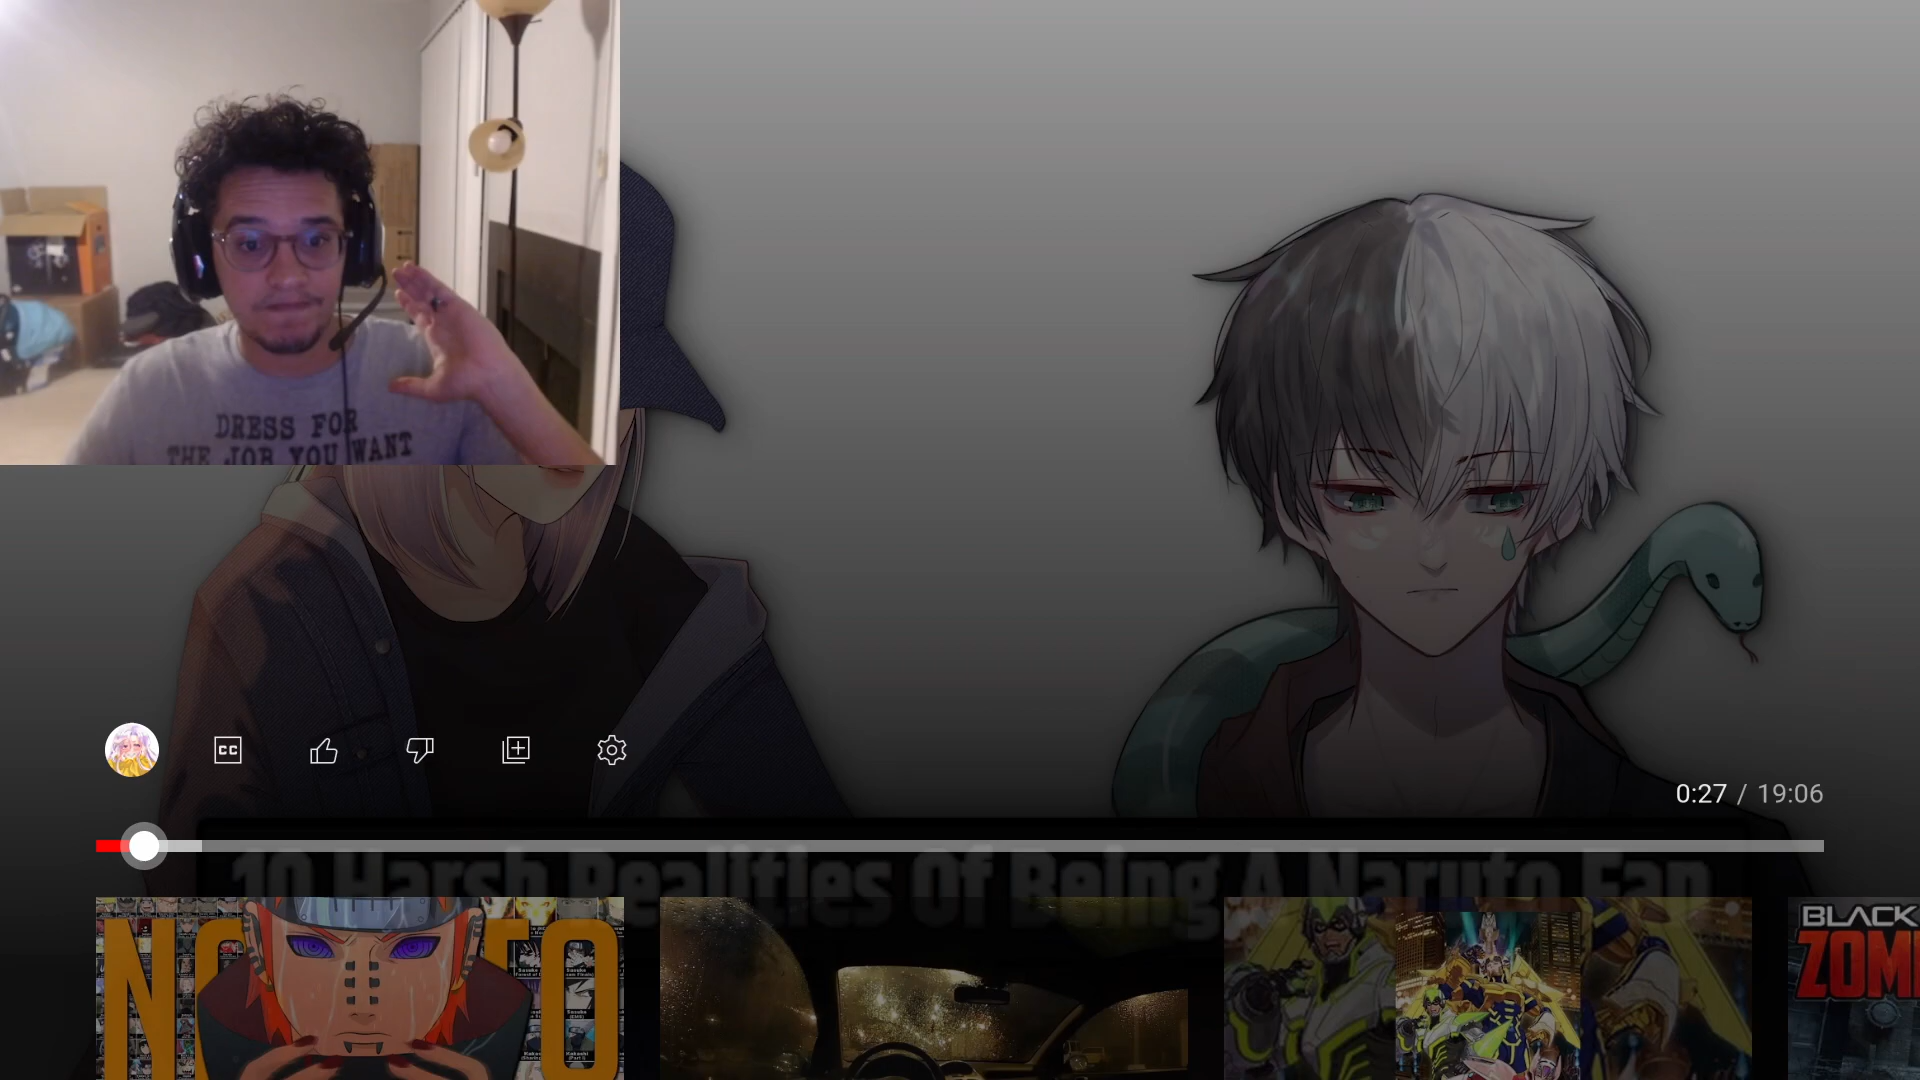 DRESS FOR
THE JOB YOU WANT
CC
0:27 / 19:06
10 Harsh Realities Of Being A Naruto Fan
BLACK
ZOM